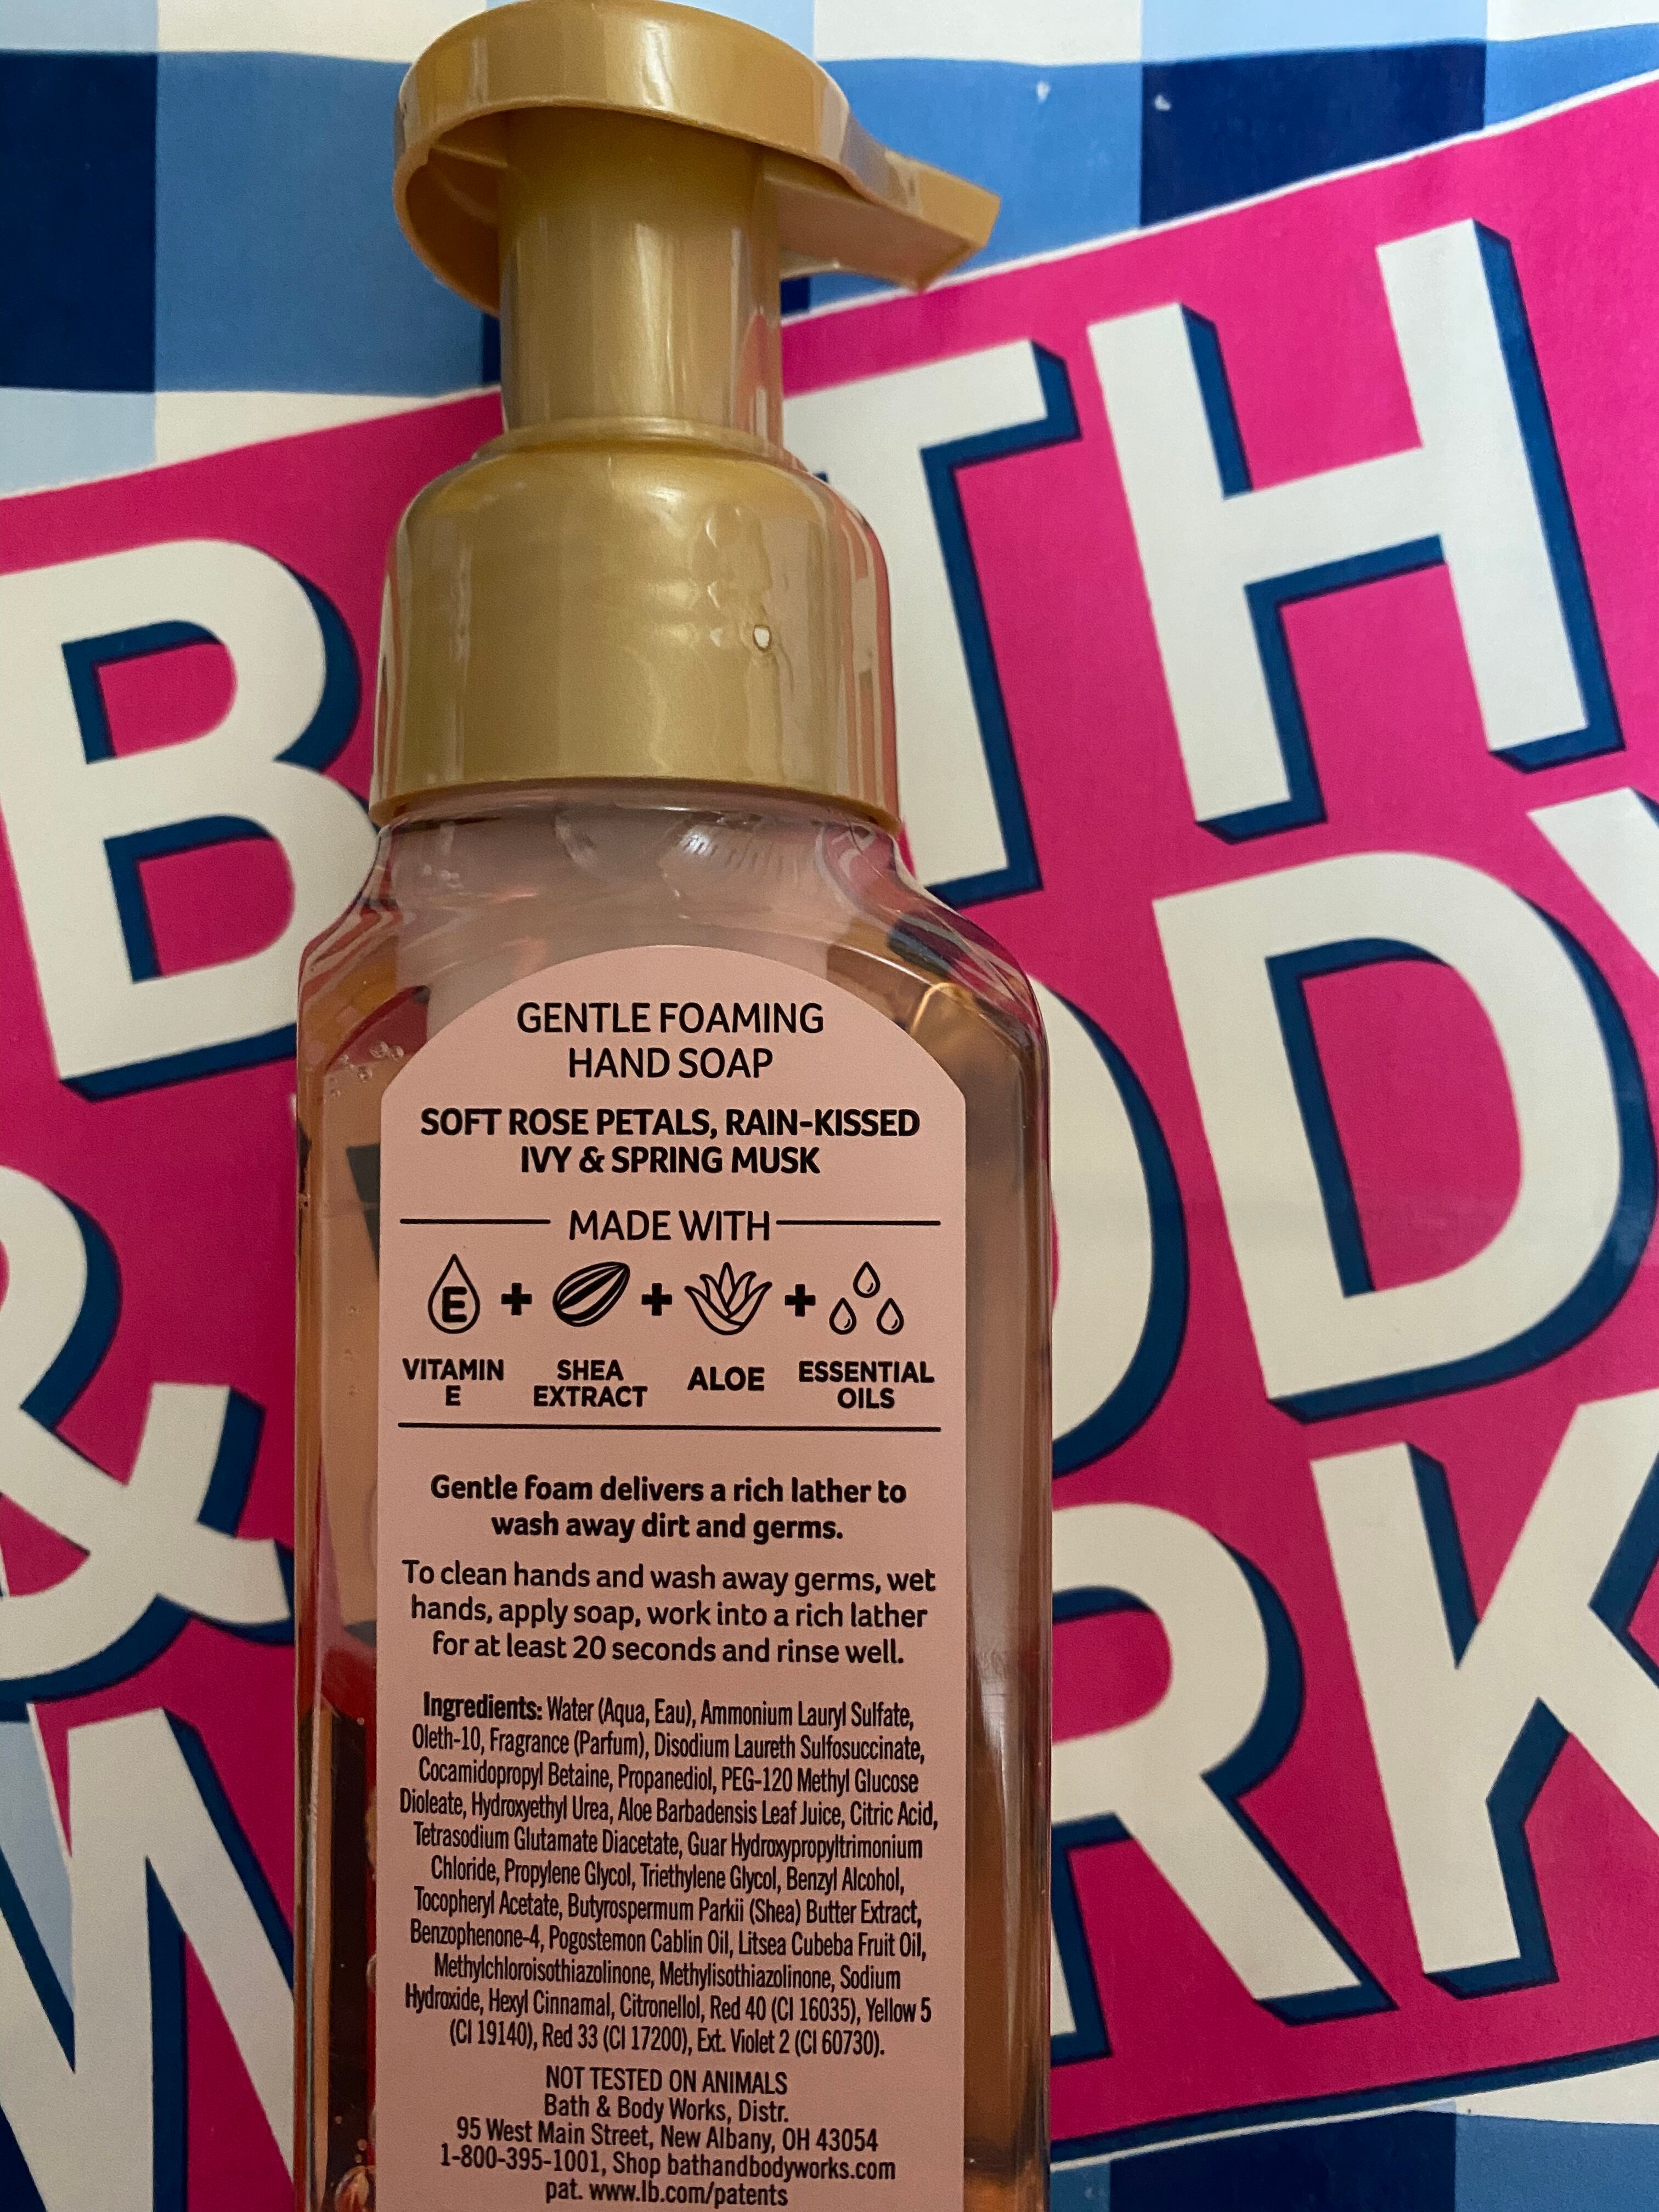 BATH
& BODY
WORKS
GENTLE FOAMING
HAND SOAP
SOFT ROSE PETALS, RAIN-KISSED
IVY & SPRING MUSK
MADE WITH
E + + +
VITAMIN E SHEA EXTRACT ALOE ESSENTIAL OILS
Gentle foam delivers a rich lather to
wash away dirt and germs.
To clean hands and wash away germs, wet
hands, apply soap, work into a rich lather
for at least 20 seconds and rinse well.
Ingredients: Water (Aqua, Eau), Ammonium Lauryl Sulfate,
Oleth-10, Fragrance (Parfum), Disodium Laureth Sulfosuccinate,
Cocamidopropyl Betaine, Propanediol, PEG-120 Methyl Glucose
Dioleate, Hydroxyethyl Urea, Aloe Barbadensis Leaf Juice, Citric Acid,
Tetrasodium Glutamate Diacetate, Guar Hydroxypropyltrimonium
Chloride, Propylene Glycol, Triethylene Glycol, Benzyl Alcohol,
Tocopheryl Acetate, Butyrospermum Parkii (Shea) Butter Extract,
Benzophenone-4, Pogostemon Cablin Oil, Litsea Cubeba Fruit Oil,
Methylchloroisothiazolinone, Methylisothiazolinone, Sodium
Hydroxide, Hexyl Cinnamal, Citronellol, Red 40 (CI 16035), Yellow 5
(CI 19140), Red 33 (CI 17200), Ext. Violet 2 (CI 60730).
NOT TESTED ON ANIMALS
Bath & Body Works, Distr.
95 West Main Street, New Albany, OH 43054
1-800-395-1001, Shop bathandbodyworks.com
pat. www.lb.com/patents